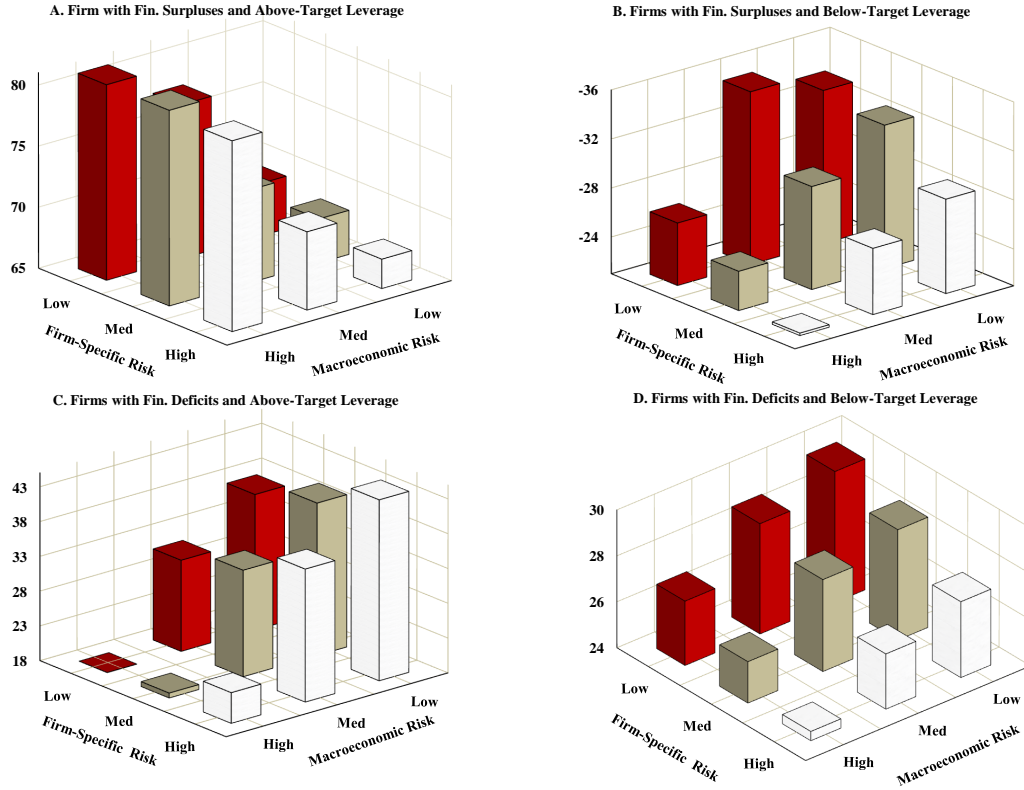 A. Firm with Fin. Surpluses and Above-Target Leverage
80
75
70
65
Low
Med
High
Firm-Specific Risk
High
Med
Low
Macroeconomic Risk
B. Firms with Fin. Surpluses and Below-Target Leverage
-36
-32
-28
-24
Low
Med
High
Firm-Specific Risk
High
Med
Low
Macroeconomic Risk
C. Firms with Fin. Deficits and Above-Target Leverage
43
38
33
28
23
18
Low
Med
High
Firm-Specific Risk
High
Med
Low
Macroeconomic Risk
D. Firms with Fin. Deficits and Below-Target Leverage
30
28
26
24
Low
Med
High
Firm-Specific Risk
High
Med
Low
Macroeconomic Risk